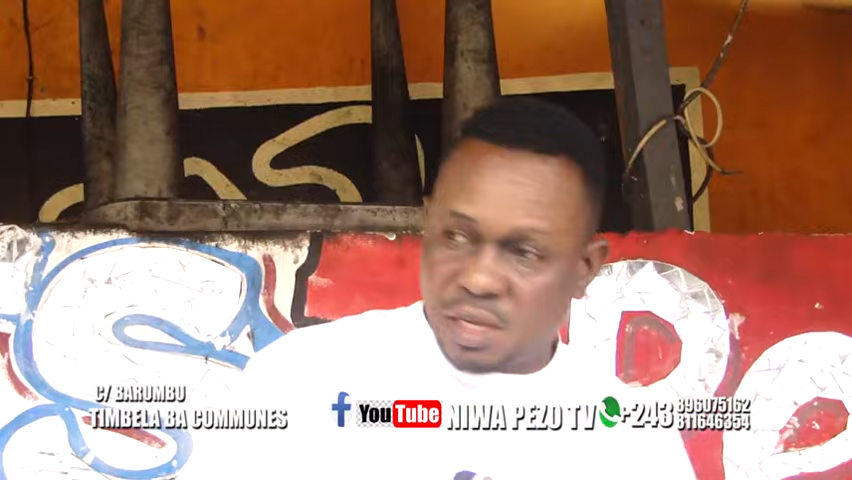 C/ BARUMBU
TIMBELA BA COMMUNES
f YouTube NIWA PEZO TV +243 896075162
811646354